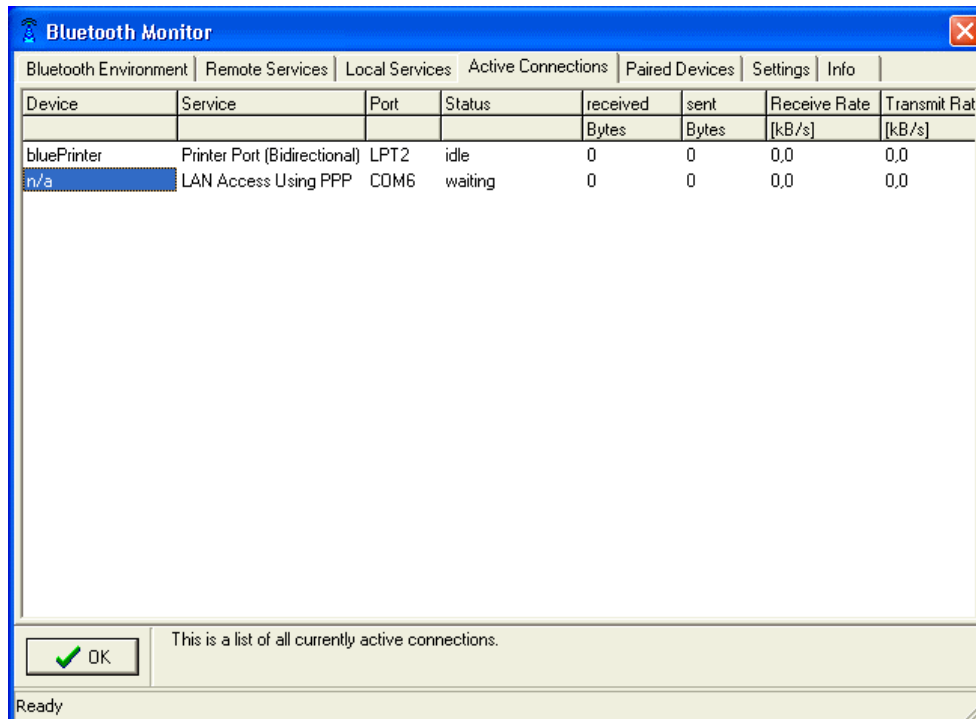 Bluetooth Monitor
Bluetooth Environment Remote Services Local Services Active Connections Paired Devices Settings Info
Device Service Port Status received sent Receive Rate Transmit Rat
Bytes Bytes [kB/s] [kB/s]
bluePrinter Printer Port (Bidirectional) LPT2 idle 0 0 0,0 0,0
n/a LAN Access Using PPP COM6 waiting 0 0 0,0 0,0
This is a list of all currently active connections.
OK
Ready